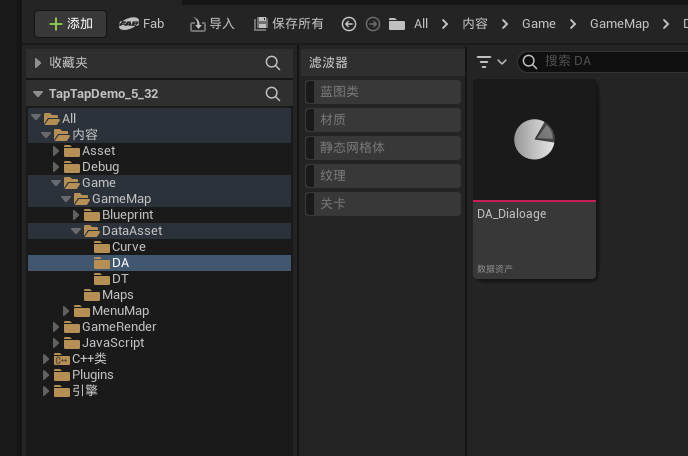 添加
Fab
导入
保存所有
All
内容
Game
GameMap
收藏夹
TapTapDemo_5_32
All
内容
Asset
Debug
Game
GameMap
Blueprint
DataAsset
Curve
DA
DT
Maps
MenuMap
GameRender
JavaScript
C++类
Plugins
引擎
滤波器
蓝图类
材质
静态网格体
纹理
关卡
搜索 DA
DA_Dialoage
数据资产